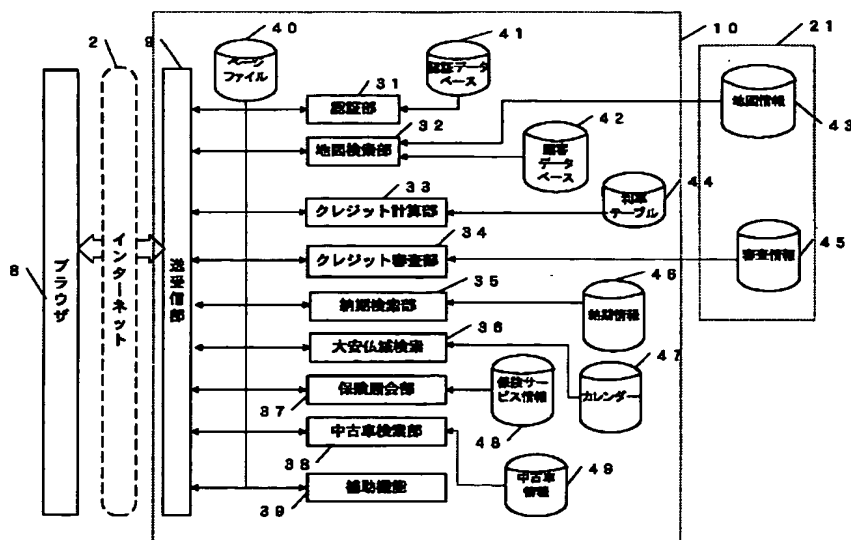 40
41
10
21
2
9
ページ
ファイル
認証データ
ベース
31
認証部
32
地図検索部
42
顧客
データ
ベース
地図情報
43
33
クレジット計算部
利率
テーブル
44
34
クレジット審査部
審査情報
45
8
ブラウザ
インターネット
送受信部
35
納期検索部
46
納期情報
36
大安仏滅検索
47
カレンダー
37
保険照会部
保険サー
ビス情報
48
中古車検索部
38
中古車
情報
49
補助機能
39